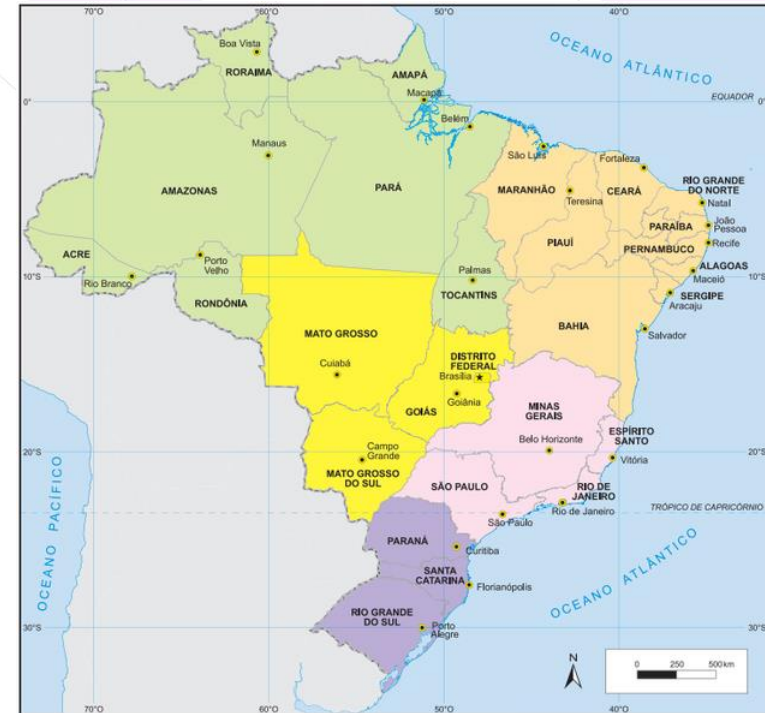 70°O
60°O
50°O
40°O
Boa Vista
RORAIMA
AMAPÁ
Macapá
OCEANO ATLÂNTICO
0°
EQUADOR
Belém
Manaus
São Luís
Fortaleza
AMAZONAS
PARÁ
MARANHÃO
CEARÁ
RIO GRANDE
DO NORTE
Teresina
Natal
PARAÍBA
João
Pessoa
PIAUÍ
PERNAMBUCO
Recife
ACRE
Porto
Velho
Rio Branco
10°S
Palmas
ALAGOAS
Maceió
10°S
RONDÔNIA
TOCANTINS
SERGIPE
Aracaju
MATO GROSSO
BAHIA
Salvador
Cuiabá
DISTRITO
FEDERAL
Brasília
Goiânia
GOIÁS
MINAS
GERAIS
Belo Horizonte
ESPÍRITO
SANTO
Vitória
20°S
Campo
Grande
20°S
MATO GROSSO
DO SUL
SÃO PAULO
RIO DE
JANEIRO
Rio de Janeiro
São Paulo
TRÓPICO DE CAPRICÓRNIO
OCEANO PACÍFICO
PARANÁ
Curitiba
SANTA
CATARINA
Florianópolis
OCEANO ATLÂNTICO
RIO GRANDE
DO SUL
Porto
Alegre
30°S
30°S
N
0 250 500 km
70°O
60°O
50°O
40°O